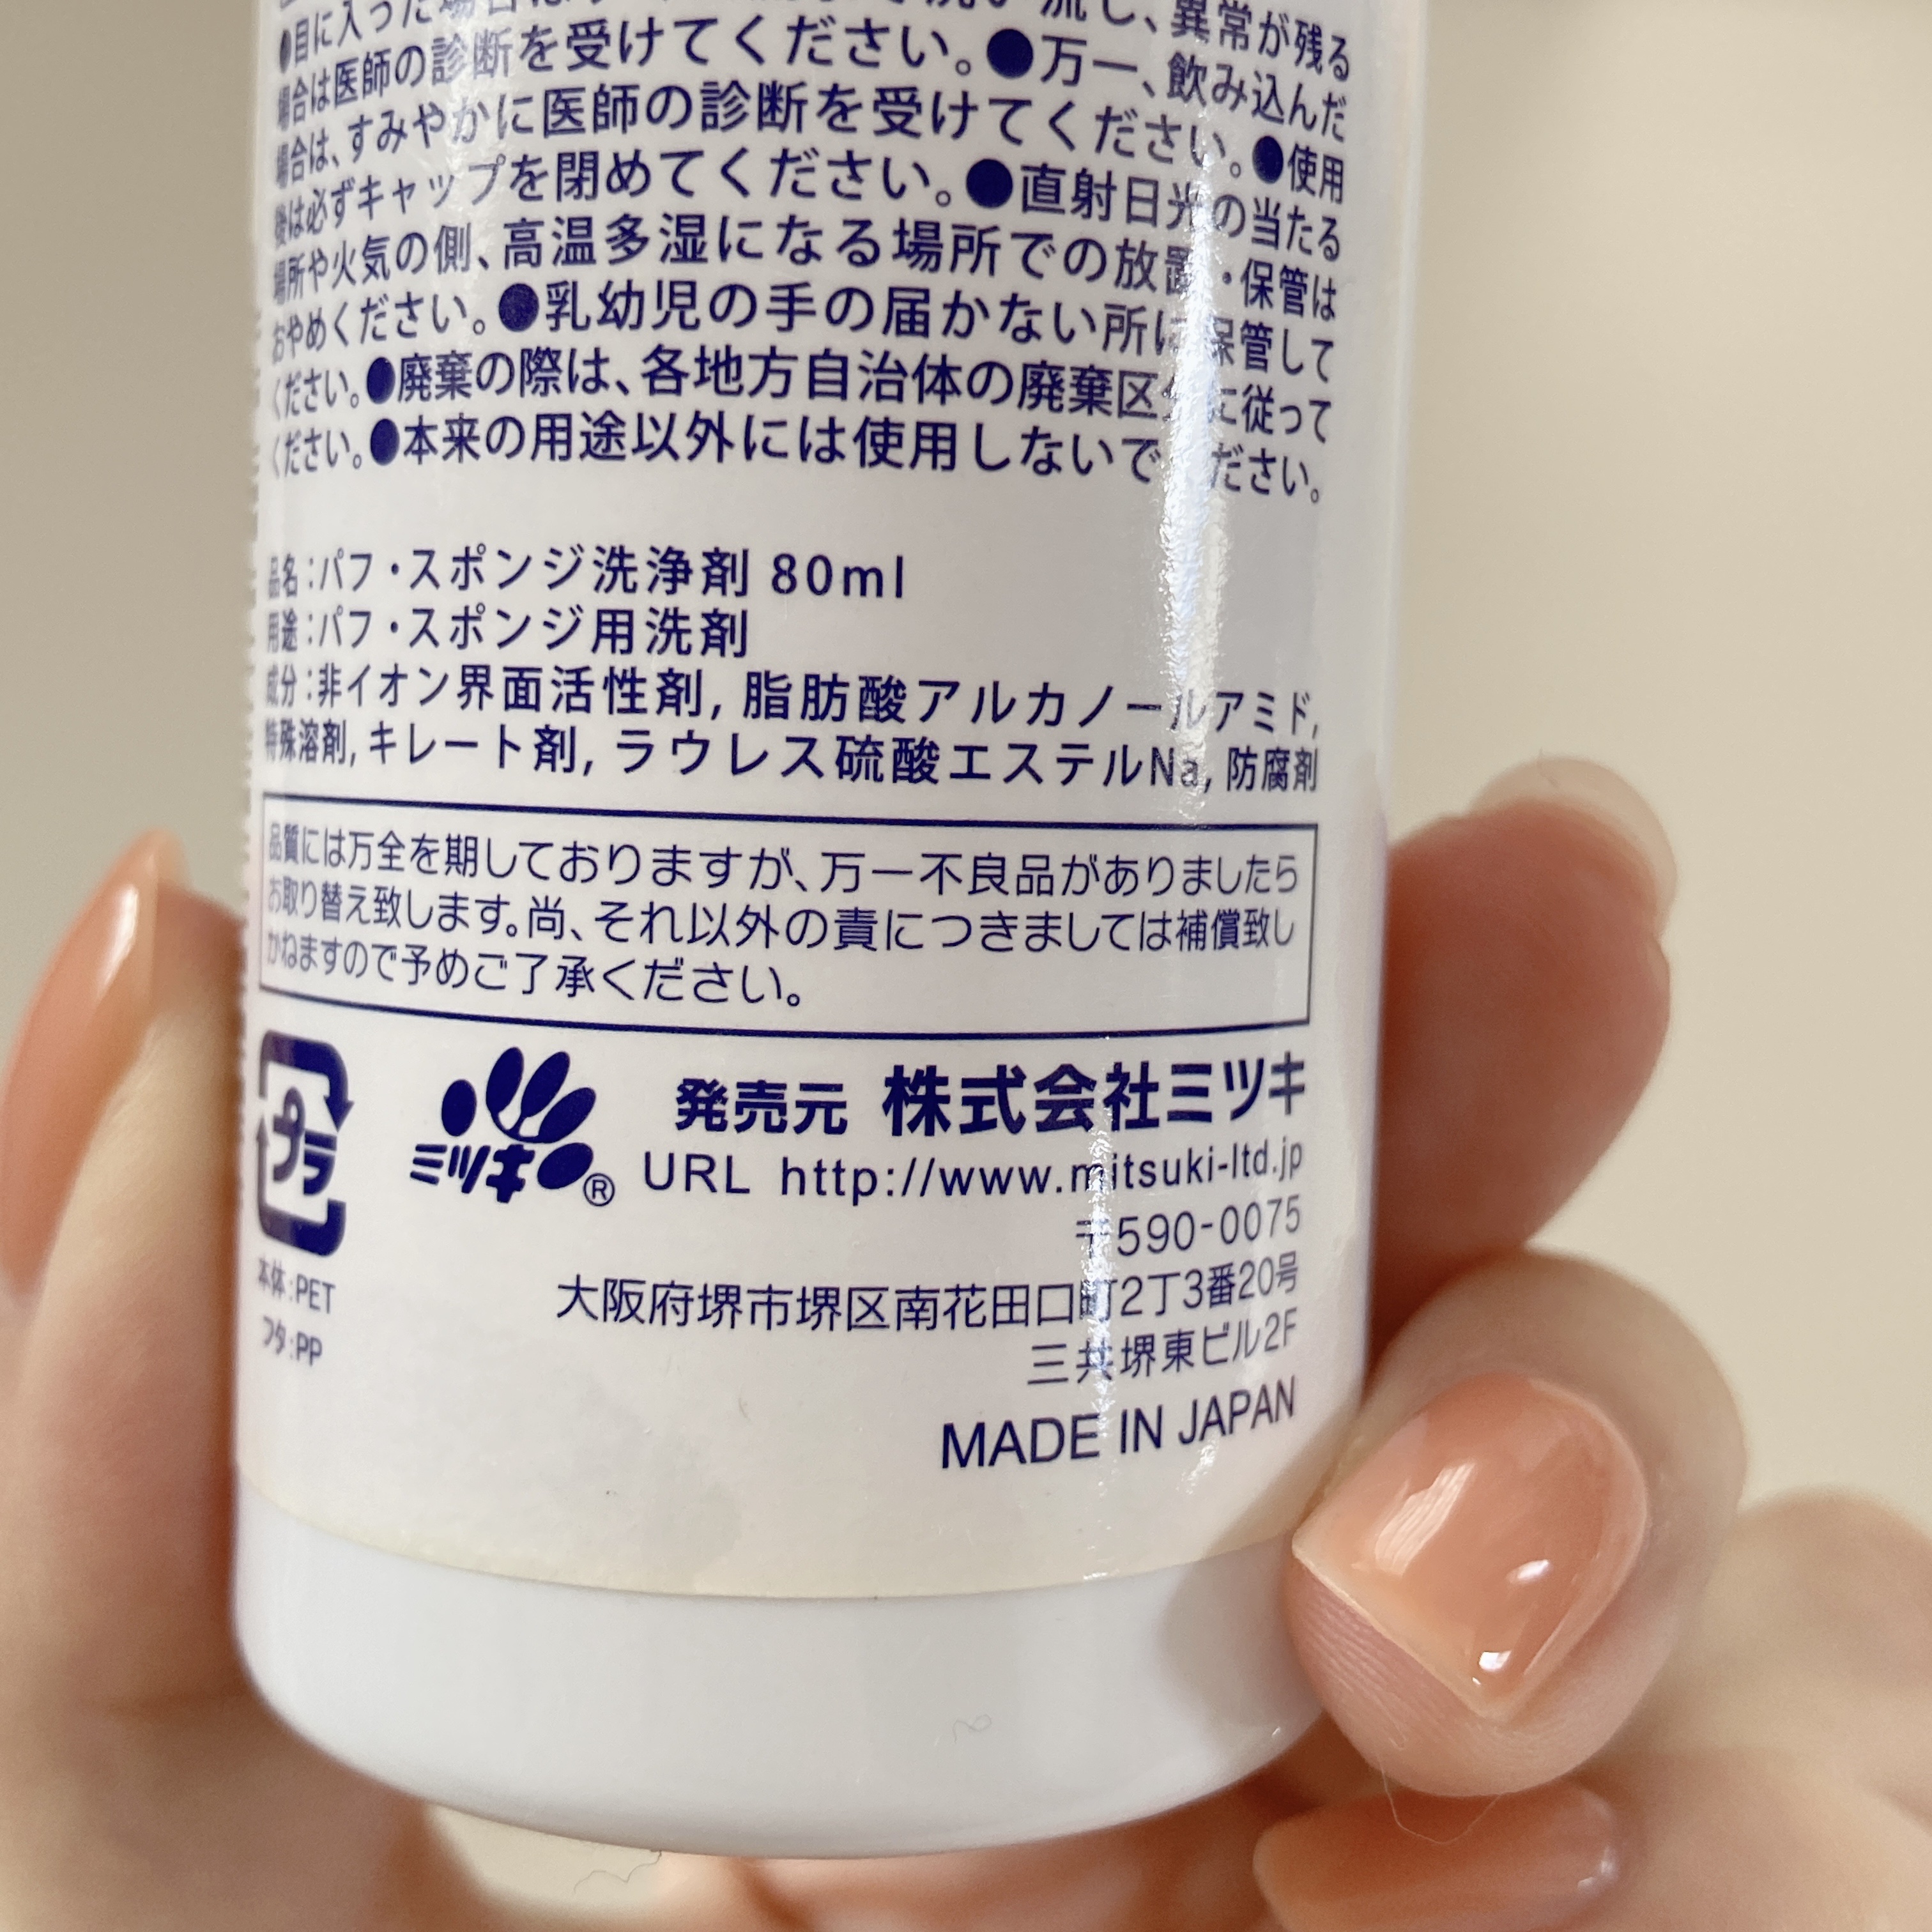 ●目に入った場合は
流し、異常が残る
場合は医師の診断を受けてください。●万一、飲み込んだ
場合は、すみやかに医師の診断を受けてください。●使用
後は必ずキャップを閉めてください。●直射日光の当たる
場所や火気の側、高温多湿になる場所での放置・保管は
おやめください。●乳幼児の手の届かない所に保管して
ください。●廃棄の際は、各地方自治体の廃棄区分に従って
ください。●本来の用途以外には使用しないでください。
品名:パフ・スポンジ洗浄剤 80ml
用途:パフ・スポンジ用洗剤
成分:非イオン界面活性剤, 脂肪酸アルカノールアミド,
特殊溶剤, キレート剤, ラウレス硫酸エステルNa, 防腐剤
品質には万全を期しておりますが、万一不良品がありましたら
お取り替え致します。尚、それ以外の責につきましては補償致し
かねますので予めご了承ください。
プラ
本体:PET
フタ:PP
ミツキ®
発売元 株式会社ミツキ
URL http://www.mitsuki-ltd.jp
〒590-0075
大阪府堺市堺区南花田口町2丁3番20号
三共堺東ビル2F
MADE IN JAPAN